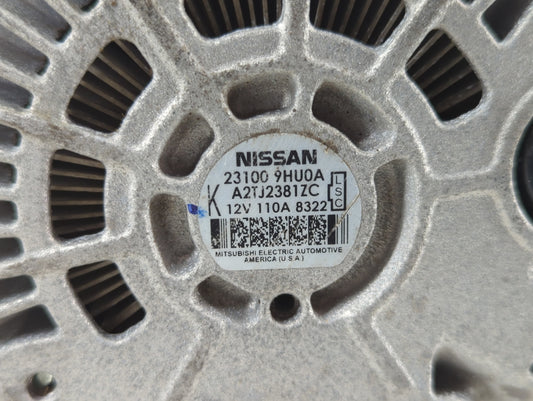 NISSAN
23100 9HU0A
K A2TJ2381ZC LSC
12V 110A 8322
MITSUBISHI ELECTRIC AUTOMOTIVE
AMERICA (U S A )